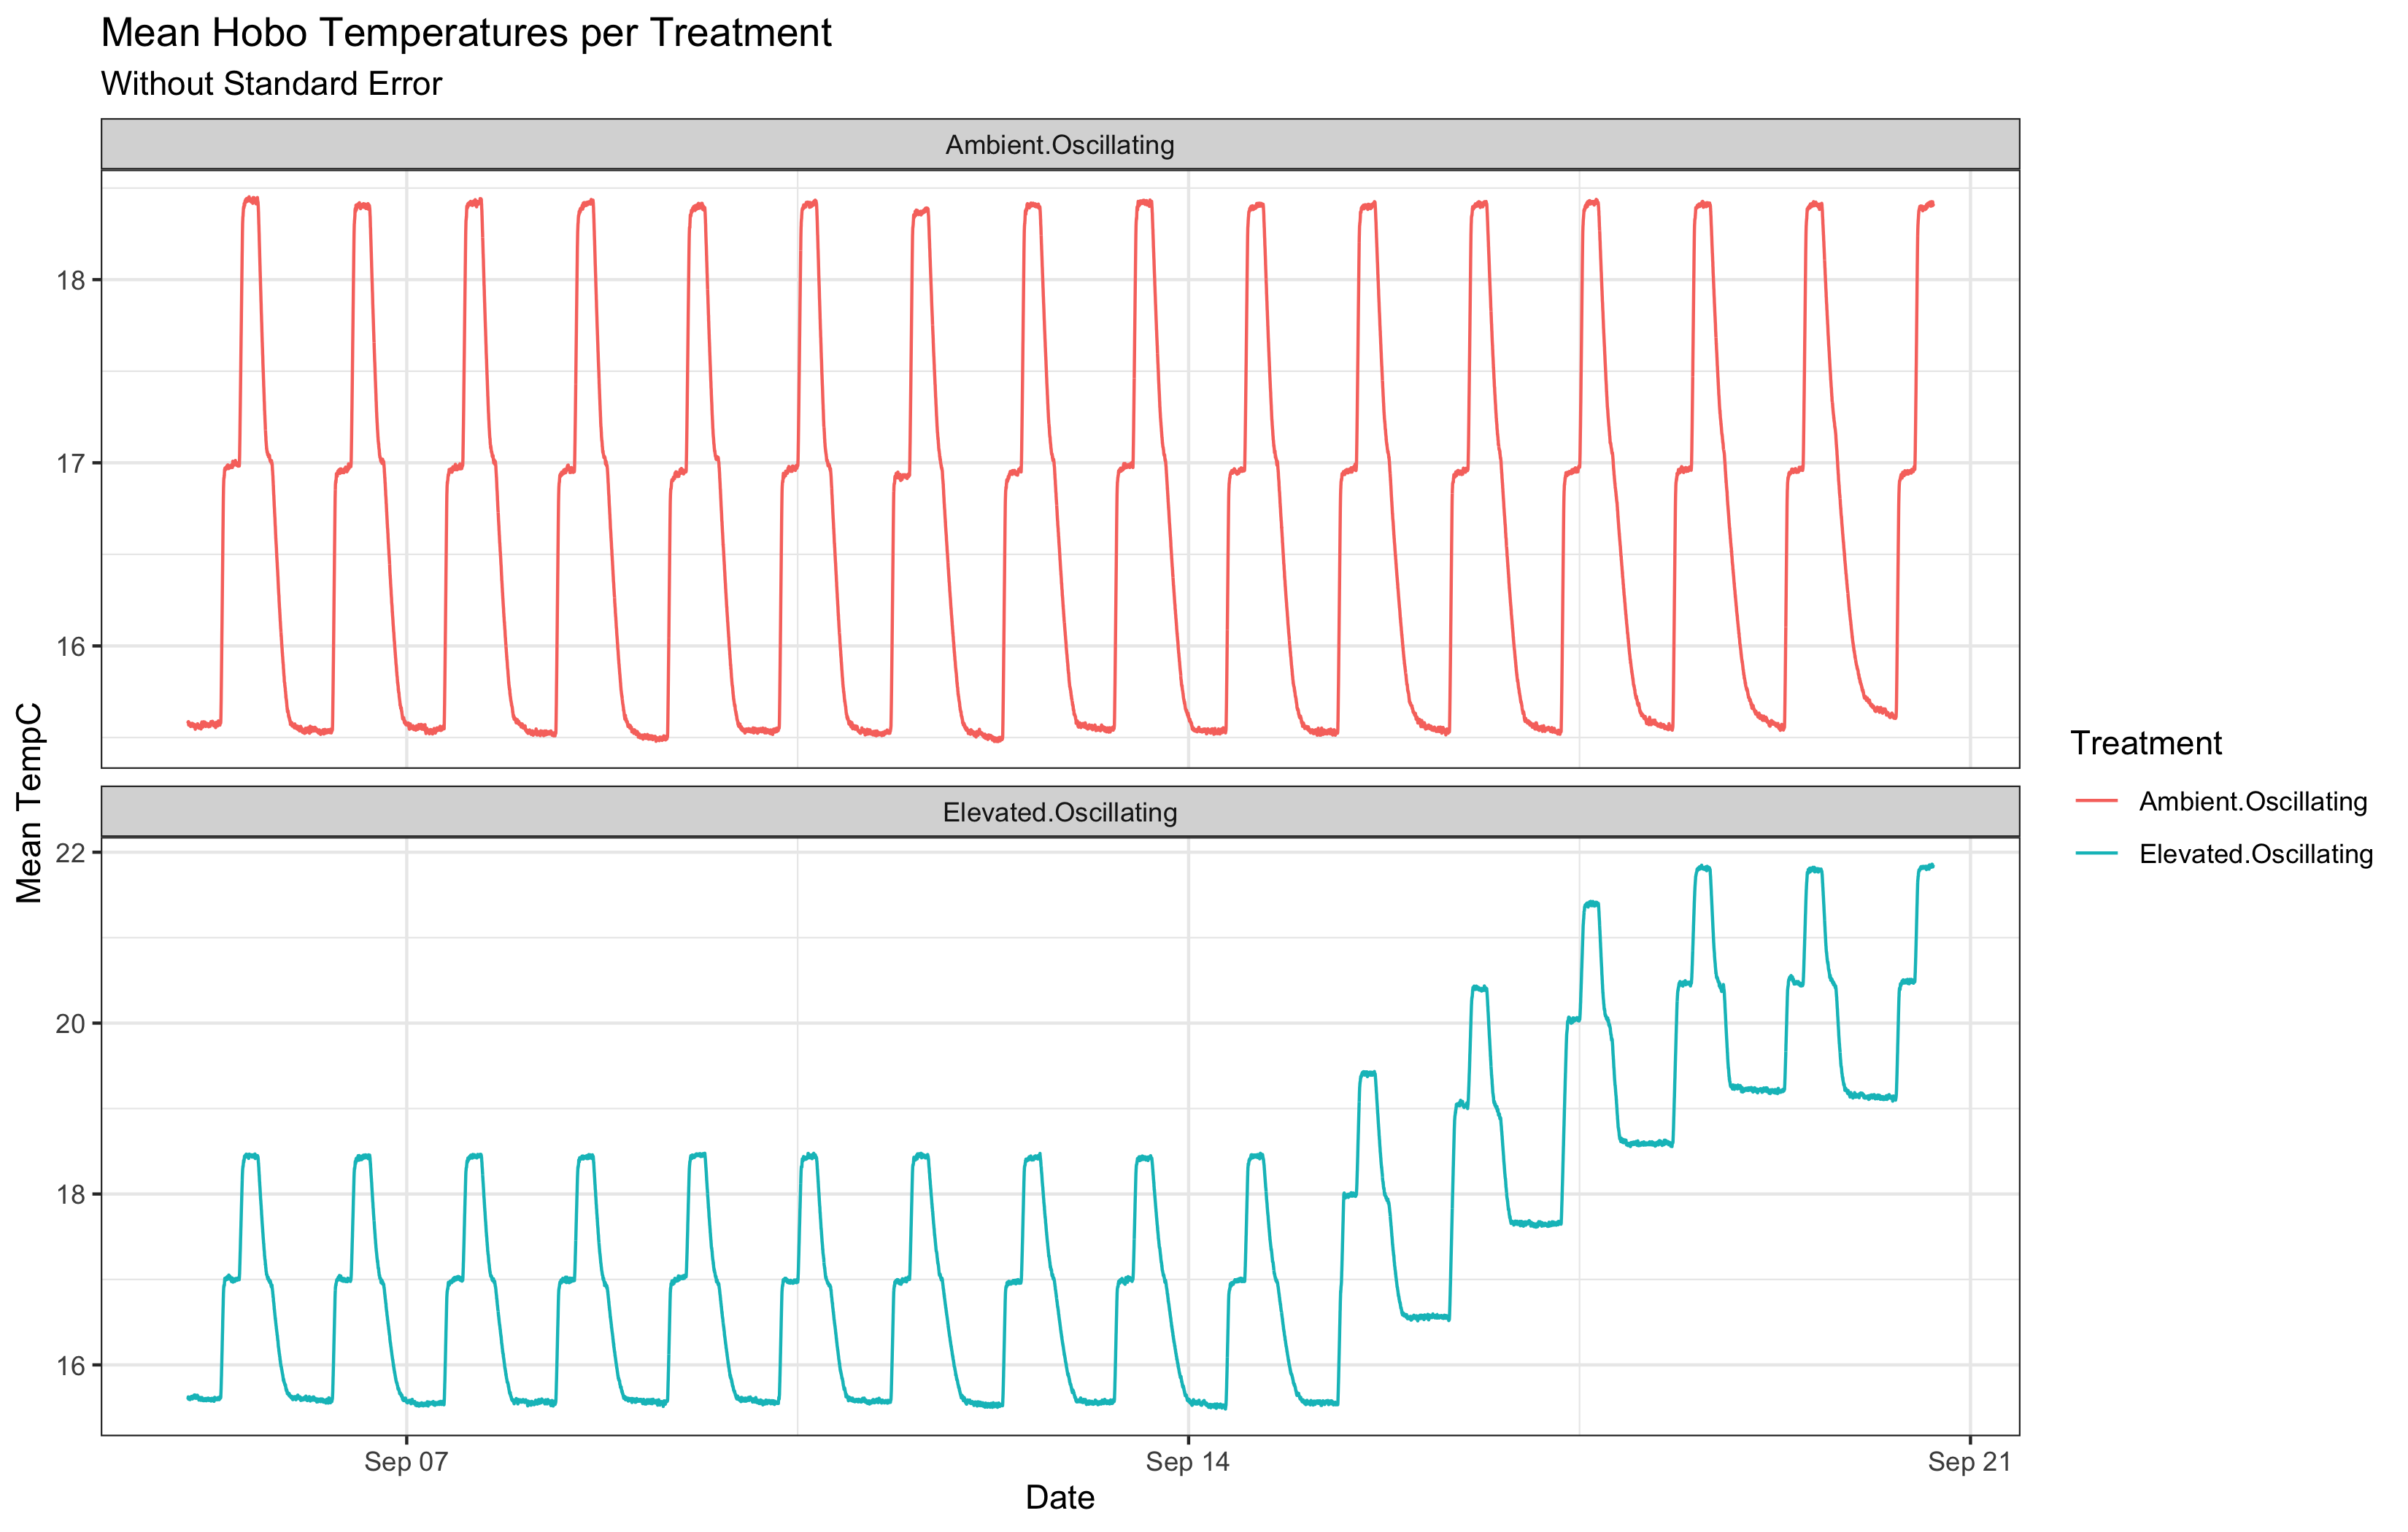 Mean Hobo Temperatures per Treatment
Without Standard Error
Ambient.Oscillating
18
17
16
Elevated.Oscillating
22
20
18
16
Sep 07
Sep 14
Sep 21
Date
Mean TempC
Treatment
Ambient.Oscillating
Elevated.Oscillating